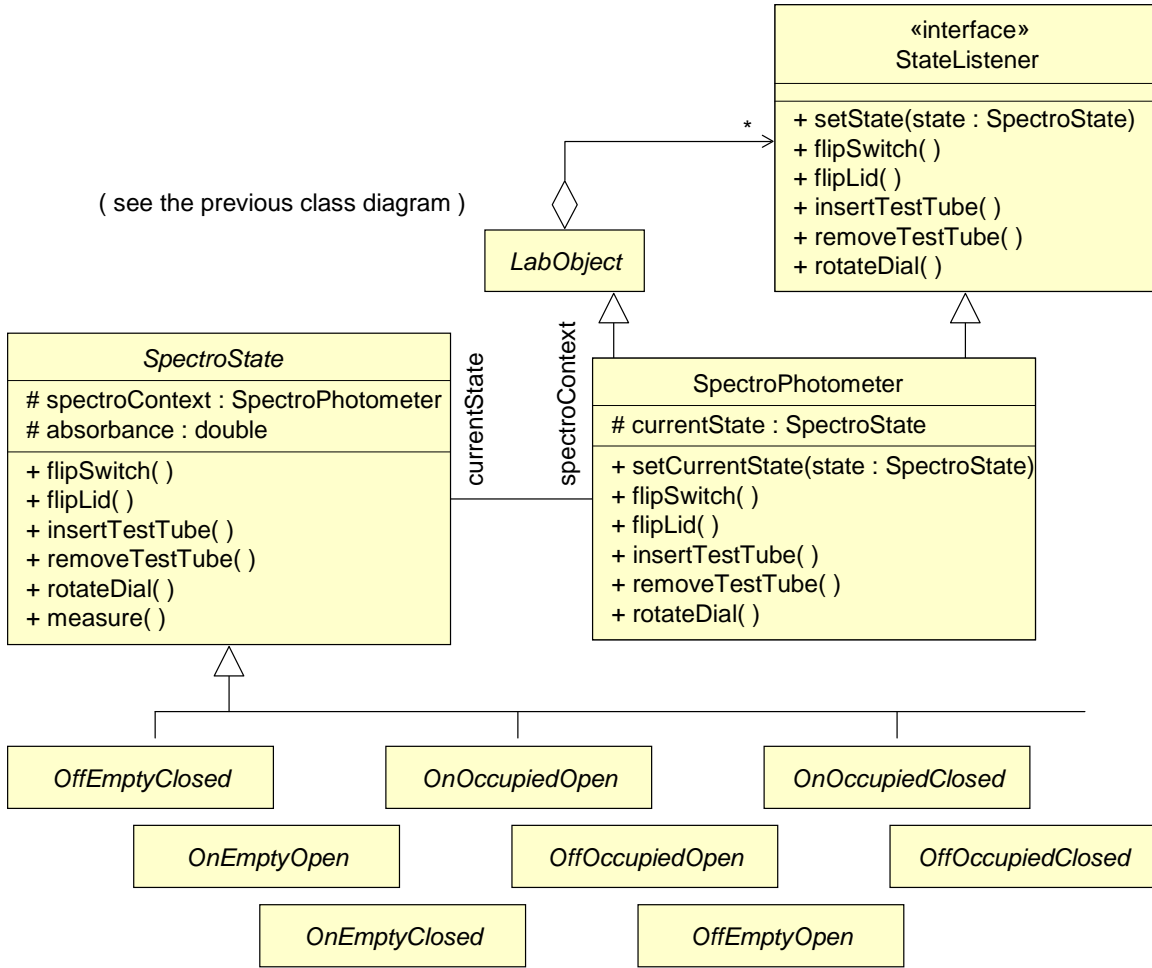 «interface»
StateListener
+ setState(state : SpectroState)
+ flipSwitch( )
+ flipLid( )
+ insertTestTube( )
+ removeTestTube( )
+ rotateDial( )
*
( see the previous class diagram )
LabObject
SpectroState
# spectroContext : SpectroPhotometer
# absorbance : double
+ flipSwitch( )
+ flipLid( )
+ insertTestTube( )
+ removeTestTube( )
+ rotateDial( )
+ measure( )
currentState
spectroContext
SpectroPhotometer
# currentState : SpectroState
+ setCurrentState(state : SpectroState)
+ flipSwitch( )
+ flipLid( )
+ insertTestTube( )
+ removeTestTube( )
+ rotateDial( )
OffEmptyClosed
OnOccupiedOpen
OnOccupiedClosed
OnEmptyOpen
OffOccupiedOpen
OffOccupiedClosed
OnEmptyClosed
OffEmptyOpen